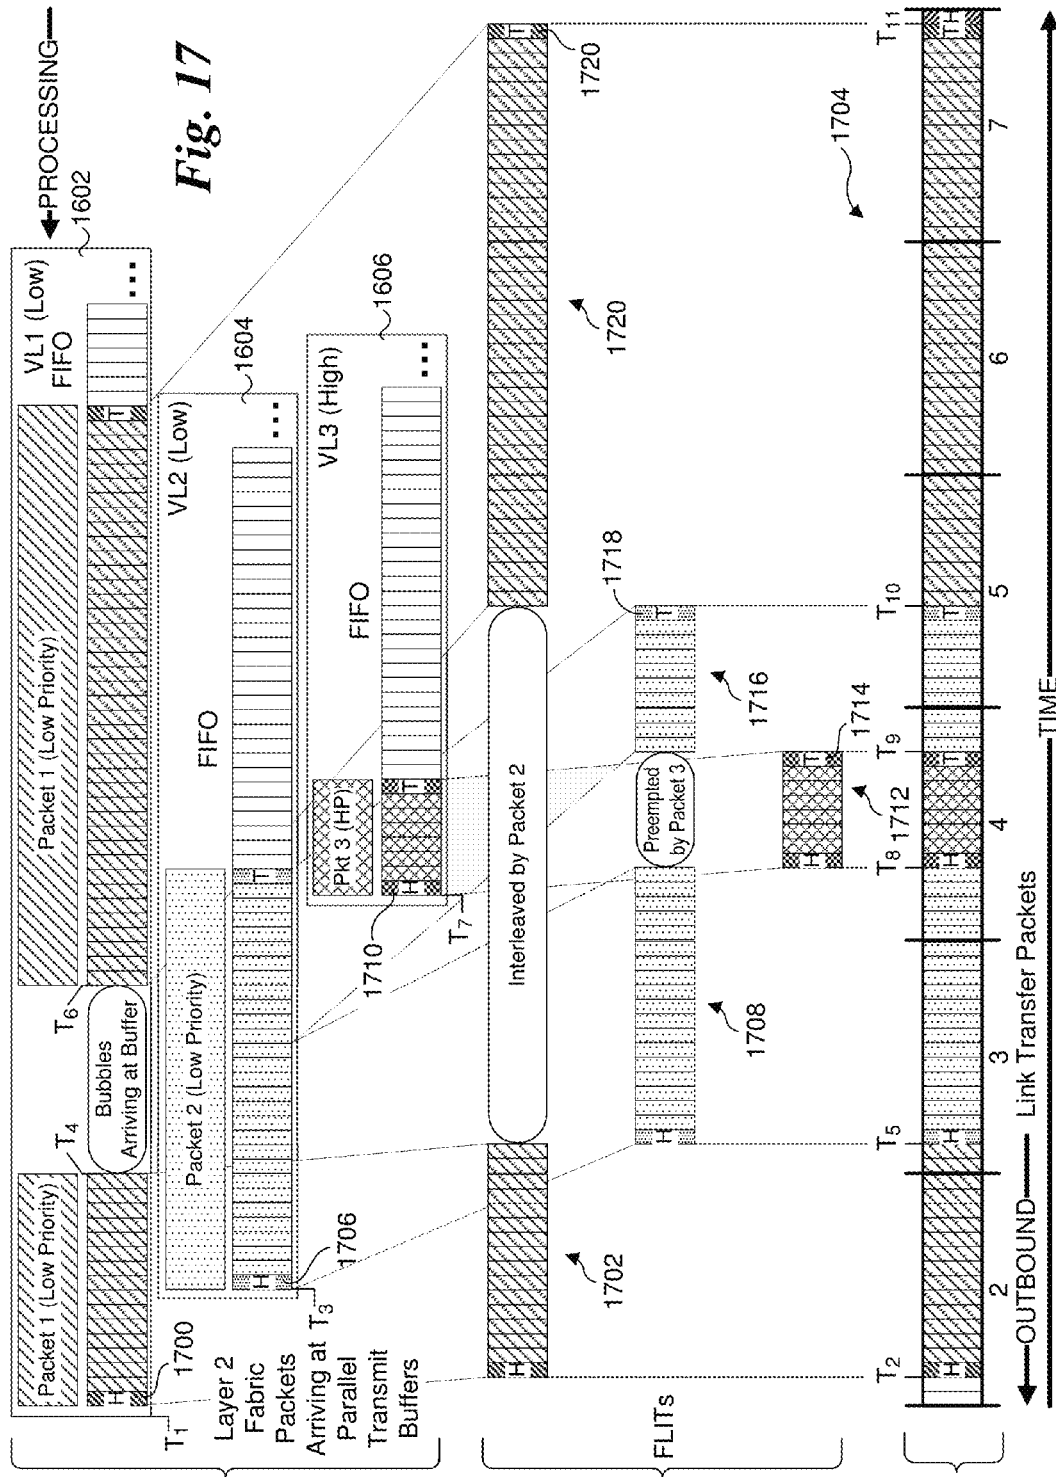 PROCESSING
Fig. 17
1602
VL1 (Low)
FIFO
...
Packet 1 (Low Priority)
T4
T6
Packet 1 (Low Priority)
H
Bubbles
Arriving at Buffer
T
T1
1700
1604
VL2 (Low)
FIFO
...
Packet 2 (Low Priority)
H
T
1706
T3
1606
VL3 (High)
FIFO
...
Pkt 3 (HP)
H
T
1710
T7
Layer 2
Fabric
Packets
Arriving at
Parallel
Transmit
Buffers
H
Interleaved by Packet 2
T
1702
1720
1720
FLITs
H
Preempted
by Packet 3
T
1718
1708
1716
H
T
1714
1712
1704
T2
T5
T8
T9
T10
T11
H
H
H
T
T
TH
2
3
4
5
6
7
OUTBOUND
Link Transfer Packets
TIME